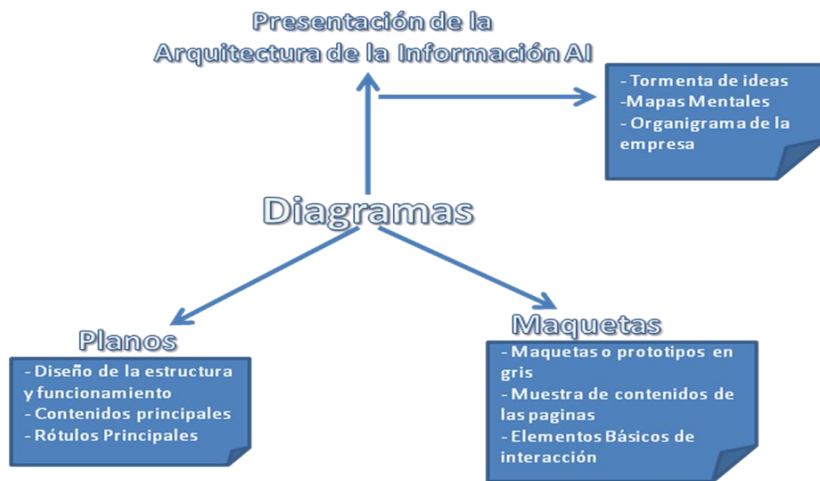 Presentación de la
Arquitectura de la Información AI
- Tormenta de ideas
-Mapas Mentales
- Organigrama de la
empresa
Diagramas
Planos
- Diseño de la estructura
y funcionamiento
- Contenidos principales
- Rótulos Principales
Maquetas
- Maquetas o prototipos en
gris
- Muestra de contenidos de
las paginas
- Elementos Básicos de
interacción